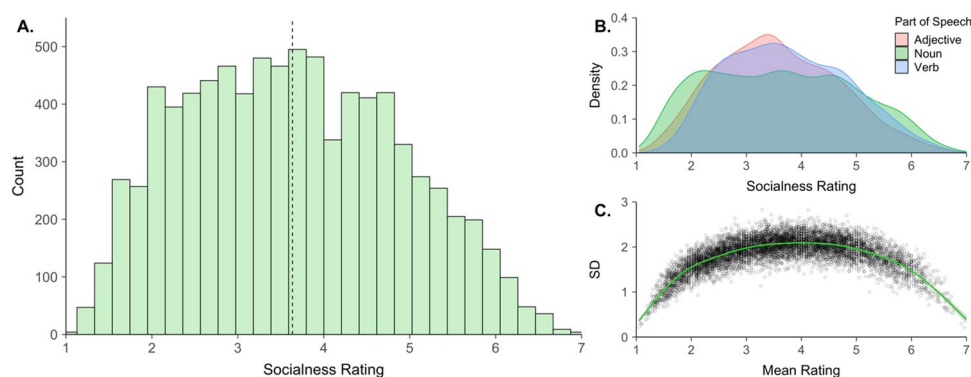 A.
500
400
300
200
100
0
Count
1 2 3 4 5 6 7
Socialness Rating
B.
0.4
0.3
0.2
0.1
0.0
Density
1 2 3 4 5 6 7
Socialness Rating
Part of Speech
Adjective
Noun
Verb
C.
3
2
1
0
SD
1 2 3 4 5 6 7
Mean Rating